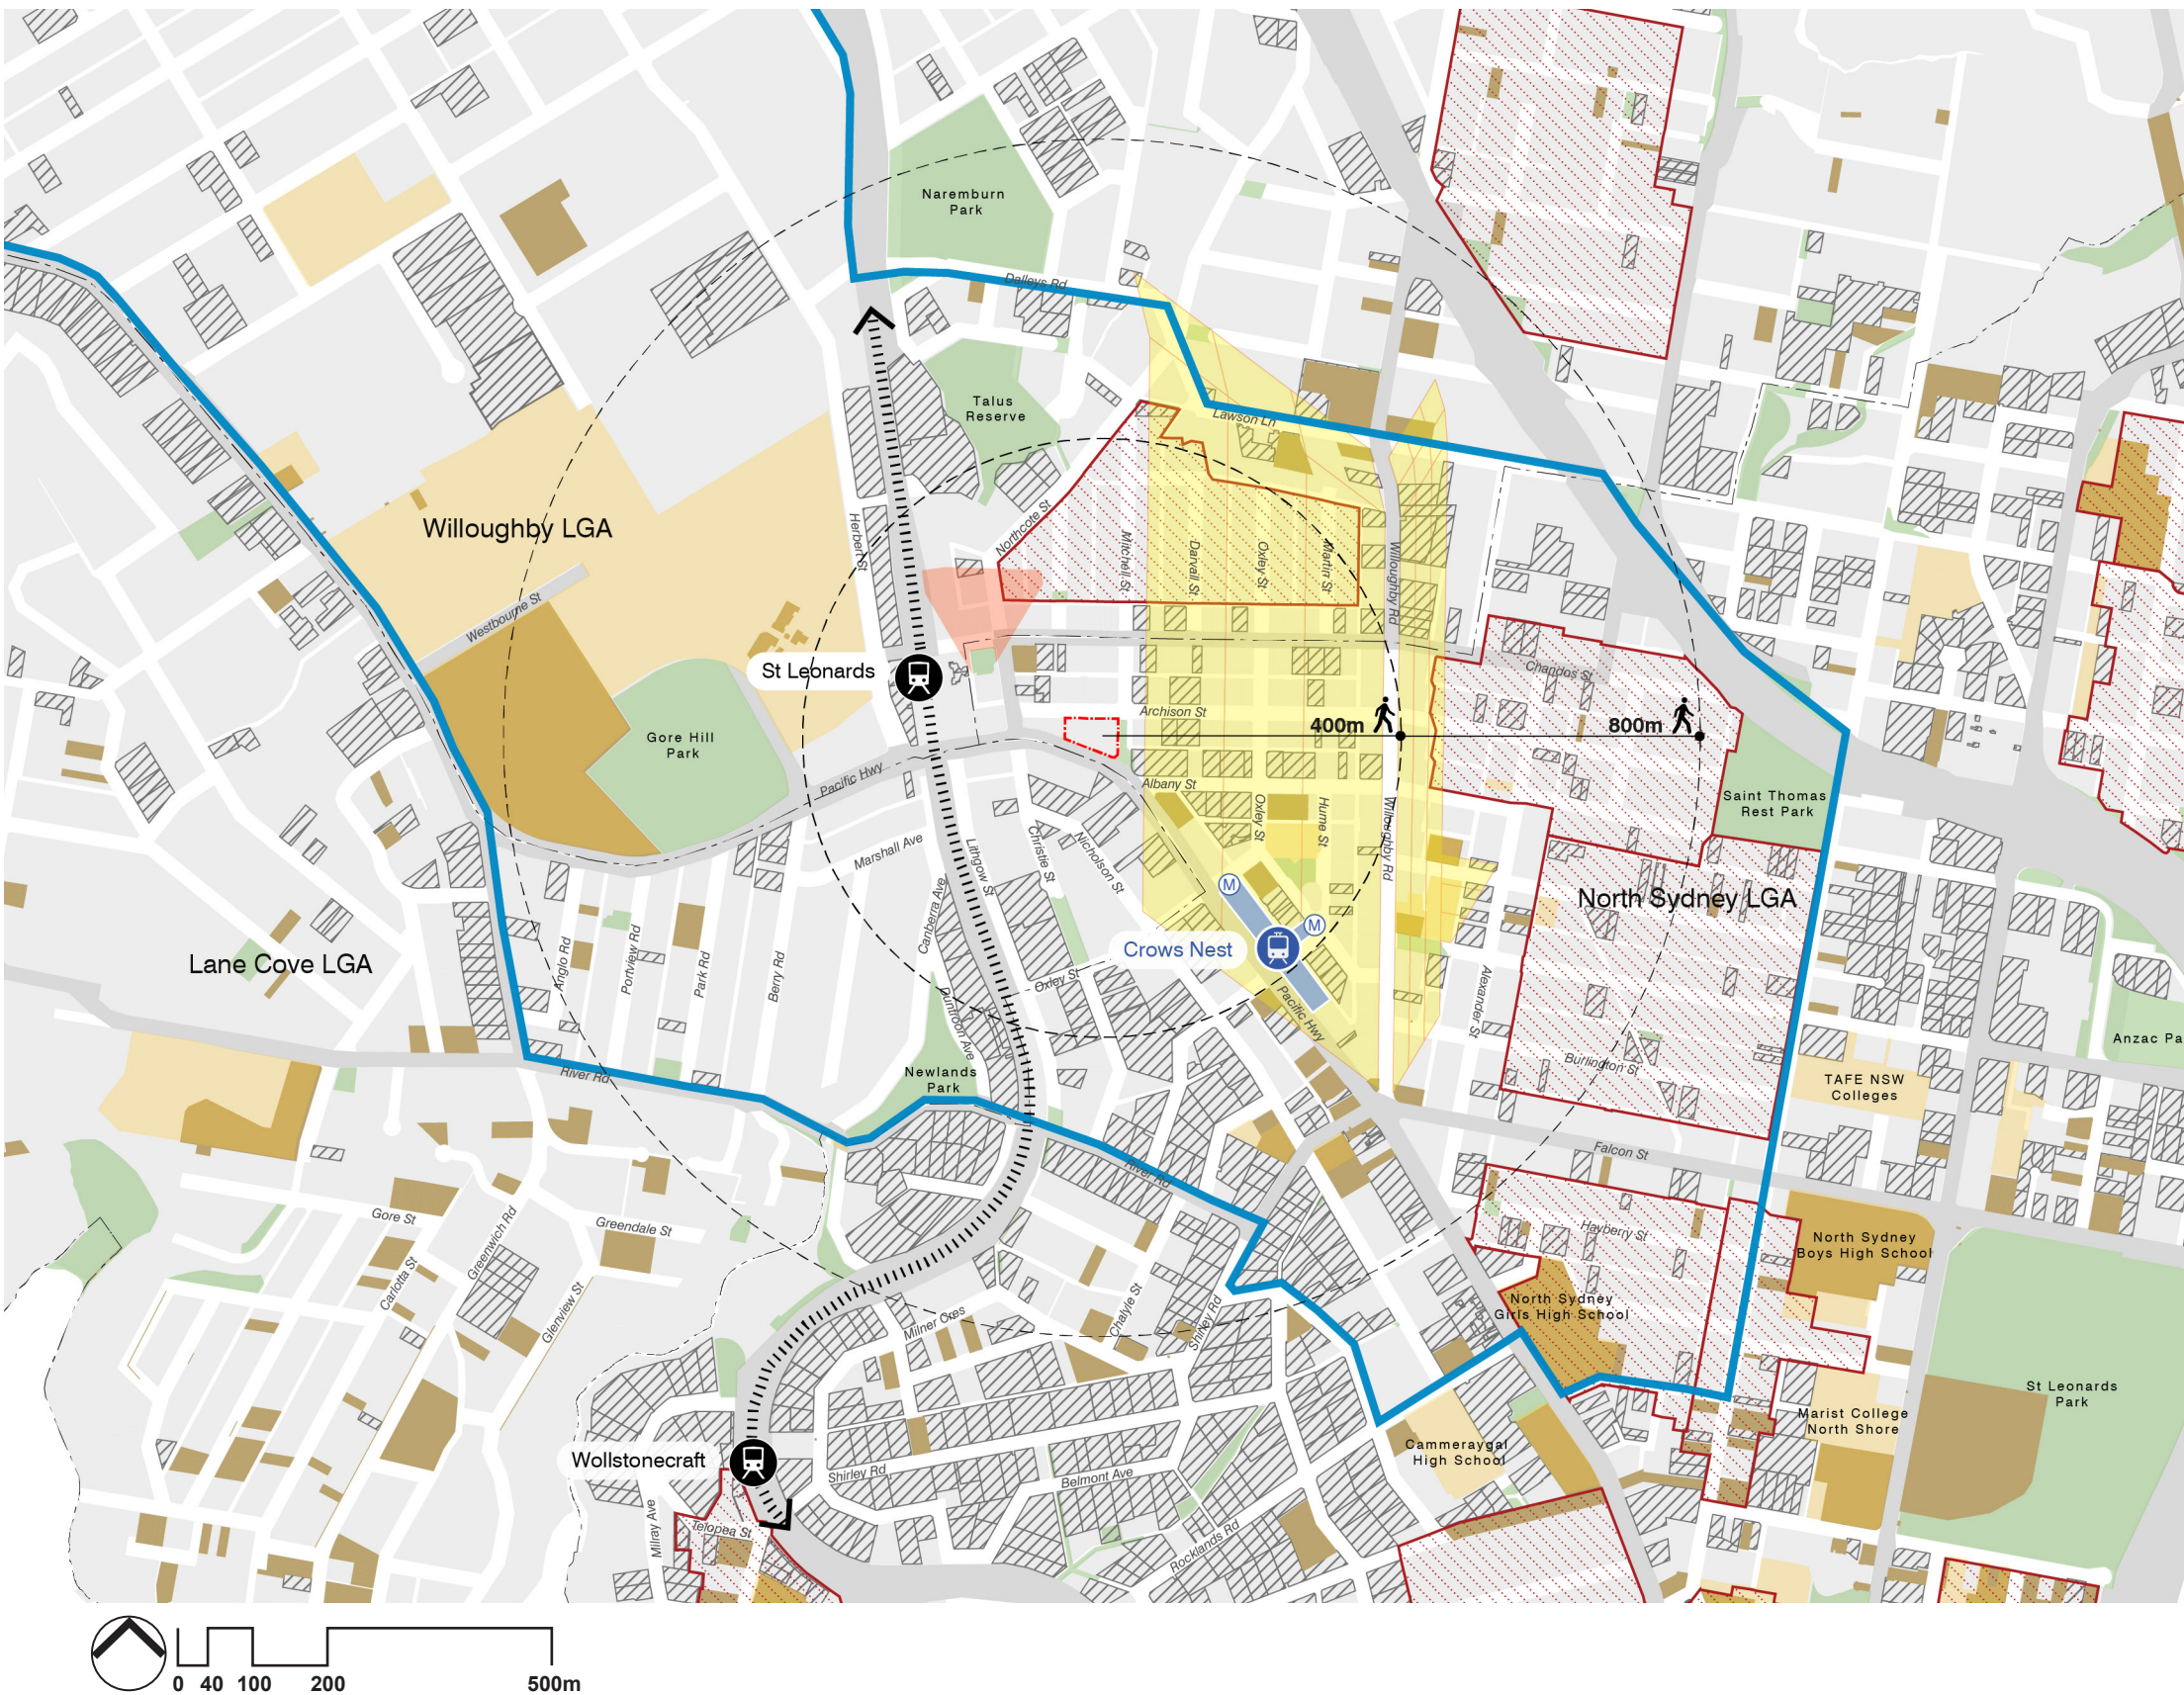 Naremburn
Park
Dalleys Rd
Talus
Reserve
Lawson Ln
Willoughby LGA
Herbert St
Northcote St
Mitchell St
Darvall St
Oxley St
Martin St
Willoughby Rd
Westbourne St
St Leonards
Chandos St
Archison St
400m
800m
Gore Hill
Park
Pacific Hwy
Albany St
Saint Thomas
Rest Park
Oxley St
Hume St
Willoughby Rd
Marshall Ave
Lithgow St
Christie St
Nicholson St
Canberra Ave
M
M
North Sydney LGA
Crows Nest
Lane Cove LGA
Anglo Rd
Portview Rd
Park Rd
Berry Rd
Oxley St
Duntroon Ave
Pacific Hwy
Alexander St
Anzac Pa
Burlington St
Newlands
Park
River Rd
TAFE NSW
Colleges
Falcon St
River Rd
Gore St
Greenwich Rd
Greendale St
Carlotta St
Glenview St
Hayberry St
North Sydney
Boys High School
North Sydney
Girls High School
Milner Cres
Chalyle St
Shirley Rd
St Leonards
Park
Marist College
North Shore
Cammeraygal
High School
Wollstonecraft
Shirley Rd
Belmont Ave
Milray Ave
Telopea St
Rocklands Rd
0 40 100 200 500m